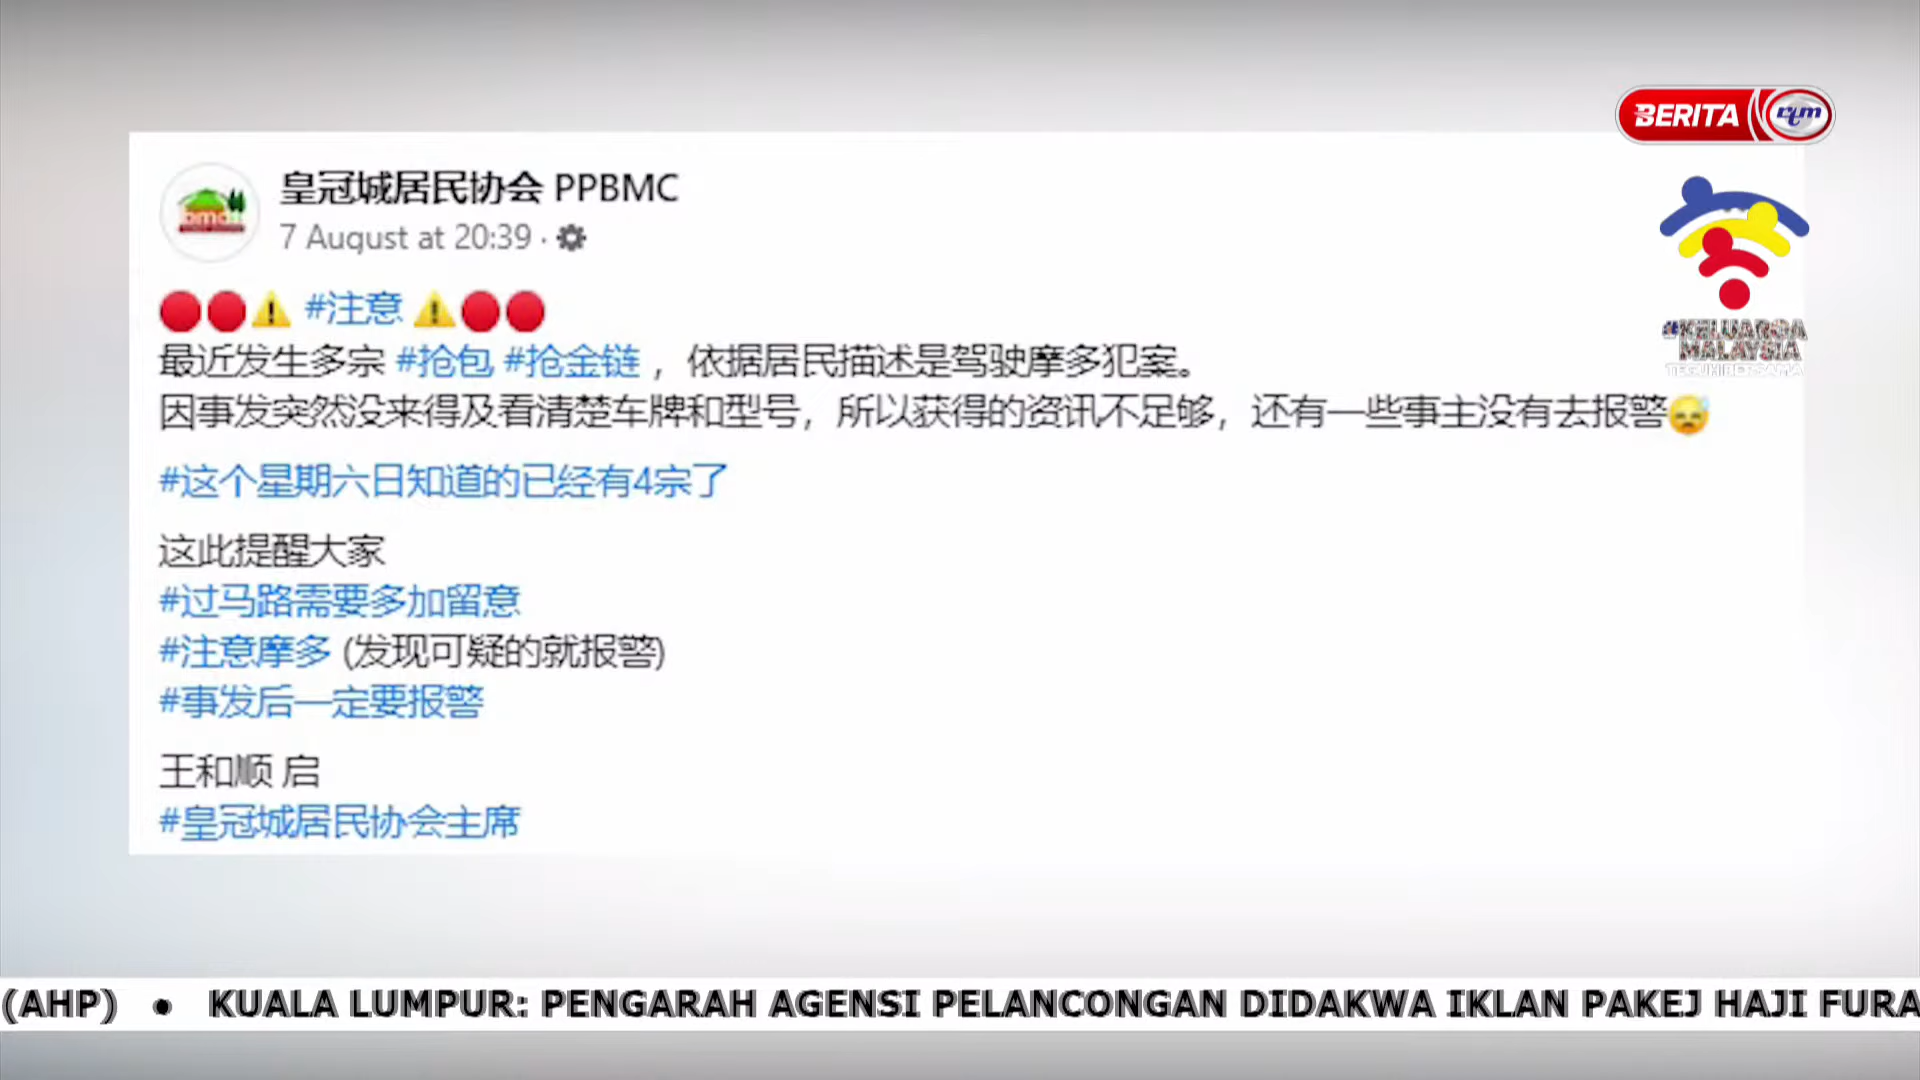 BERITA rtm
皇冠城居民协会 PPBMC
7 August at 20:39 ·
bmc
#KELUARGA
MALAYSIA
TEGUH BERSAMA
🔴🔴⚠️ #注意 ⚠️🔴🔴
最近发生多宗 #抢包 #抢金链 ，依据居民描述是驾驶摩多犯案。
因事发突然没来得及看清楚车牌和型号，所以获得的资讯不足够，还有一些事主没有去报警😓
#这个星期六日知道的已经有4宗了
这此提醒大家
#过马路需要多加留意
#注意摩多 (发现可疑的就报警)
#事发后一定要报警
王和顺 启
#皇冠城居民协会主席
(AHP) • KUALA LUMPUR: PENGARAH AGENSI PELANCONGAN DIDAKWA IKLAN PAKEJ HAJI FURA